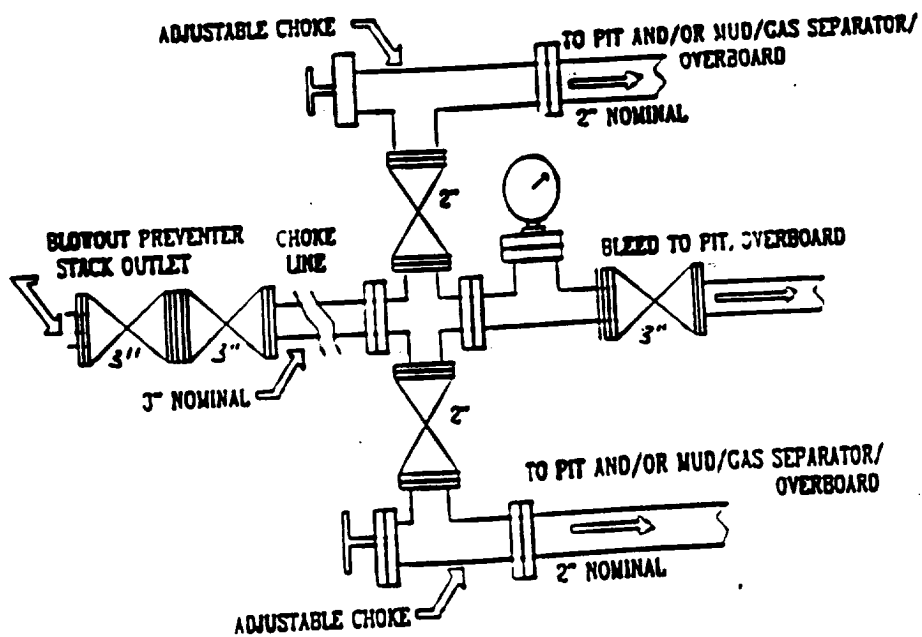 ADJUSTABLE CHOKE
TO PIT AND/OR MUD/GAS SEPARATOR/
OVERBOARD
2" NOMINAL
2"
BLOWOUT PREVENTER
STACK OUTLET
CHOKE
LINE
BLEED TO PIT, OVERBOARD
3"
3"
3"
3" NOMINAL
2"
TO PIT AND/OR MUD/GAS SEPARATOR/
OVERBOARD
2" NOMINAL
ADJUSTABLE CHOKE